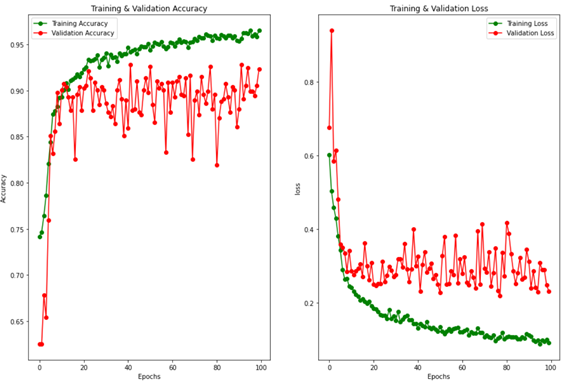 Training & Validation Accuracy
Training Accuracy
Validation Accuracy
0.95
0.90
0.85
0.80
0.75
0.70
0.65
Accuracy
0
20
40
60
80
100
Epochs
Training & Validation Loss
Training Loss
Validation Loss
0.8
0.6
0.4
0.2
loss
0
20
40
60
80
100
Epochs